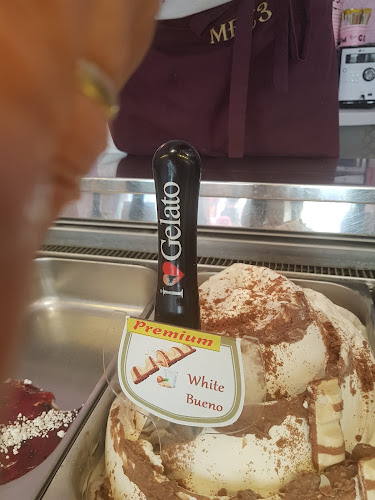 I ❤ Gelato
Premium
White
Bueno